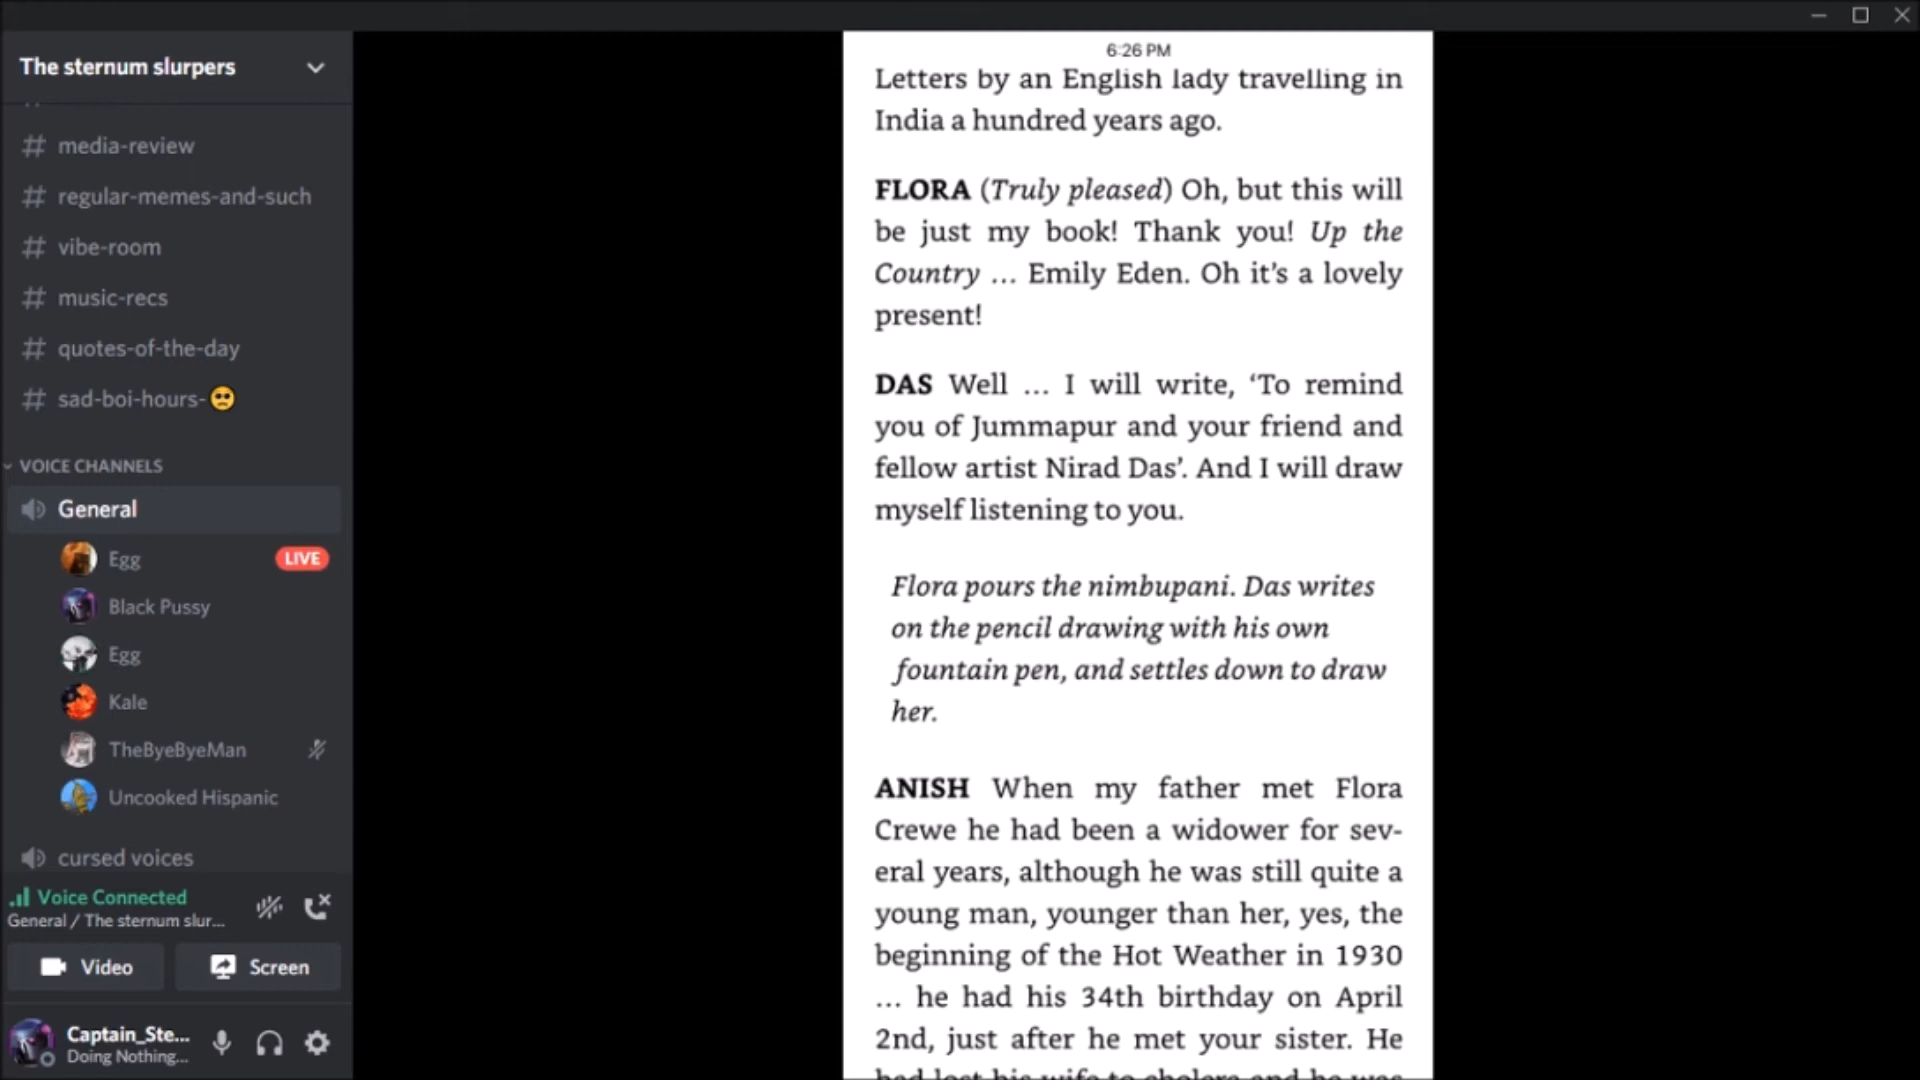 The sternum slurpers
# media-review
# regular-memes-and-such
# vibe-room
# music-recs
# quotes-of-the-day
# sad-boi-hours-🥺
VOICE CHANNELS
General
Egg LIVE
Black Pussy
Egg
Kale
TheByeByeMan
Uncooked Hispanic
cursed voices
Voice Connected
General / The sternum slur...
Video Screen
Captain_Ste...
Doing Nothing...
6:26 PM
Letters by an English lady travelling in
India a hundred years ago.
FLORA (Truly pleased) Oh, but this will
be just my book! Thank you! Up the
Country … Emily Eden. Oh it’s a lovely
present!
DAS Well … I will write, ‘To remind
you of Jummapur and your friend and
fellow artist Nirad Das’. And I will draw
myself listening to you.
Flora pours the nimbupani. Das writes
on the pencil drawing with his own
fountain pen, and settles down to draw
her.
ANISH When my father met Flora
Crewe he had been a widower for sev-
eral years, although he was still quite a
young man, younger than her, yes, the
beginning of the Hot Weather in 1930
… he had his 34th birthday on April
2nd, just after he met your sister. He
had lost his wife to cholera and he was